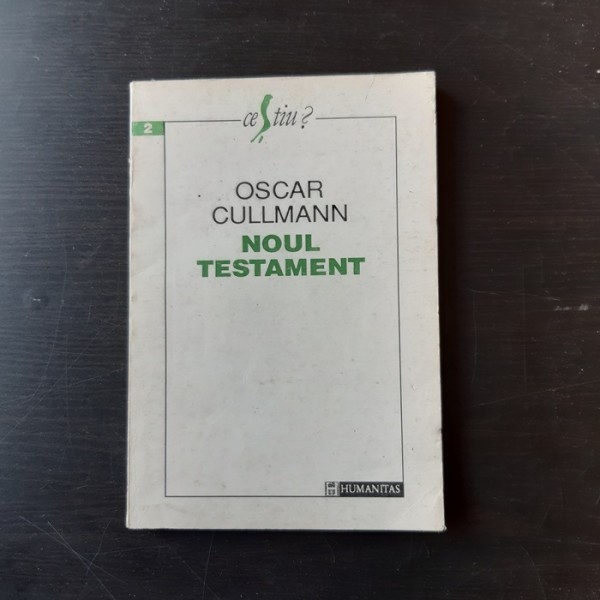 ce Știu?
2
OSCAR
CULLMANN
NOUL
TESTAMENT
HUMANITAS